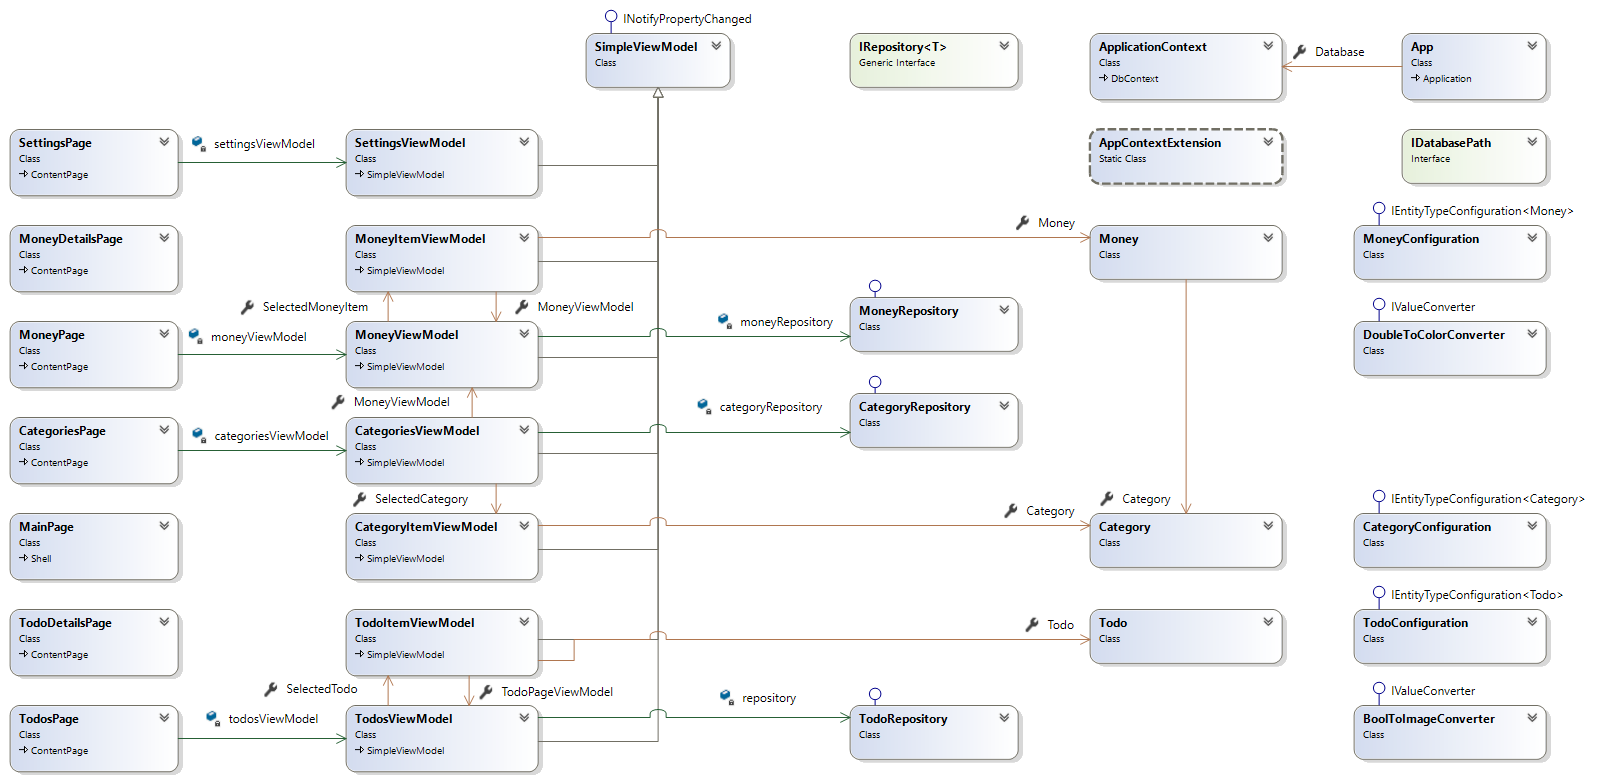 INotifyPropertyChanged
SimpleViewModel
Class
IRepository<T>
Generic Interface
ApplicationContext
Class
DbContext
Database
App
Class
Application
SettingsPage
Class
ContentPage
settingsViewModel
SettingsViewModel
Class
SimpleViewModel
AppContextExtension
Static Class
IDatabasePath
Interface
MoneyDetailsPage
Class
ContentPage
MoneyItemViewModel
Class
SimpleViewModel
Money
Money
Class
IEntityTypeConfiguration<Money>
MoneyConfiguration
Class
SelectedMoneyItem
MoneyViewModel
MoneyPage
Class
ContentPage
moneyViewModel
MoneyViewModel
Class
SimpleViewModel
moneyRepository
MoneyRepository
Class
IValueConverter
DoubleToColorConverter
Class
MoneyViewModel
CategoriesPage
Class
ContentPage
categoriesViewModel
CategoriesViewModel
Class
SimpleViewModel
categoryRepository
CategoryRepository
Class
SelectedCategory
MainPage
Class
Shell
CategoryItemViewModel
Class
SimpleViewModel
Category
Category
Category
Class
IEntityTypeConfiguration<Category>
CategoryConfiguration
Class
TodoDetailsPage
Class
ContentPage
TodoItemViewModel
Class
SimpleViewModel
Todo
Todo
Class
IEntityTypeConfiguration<Todo>
TodoConfiguration
Class
SelectedTodo
TodoPageViewModel
TodosPage
Class
ContentPage
todosViewModel
TodosViewModel
Class
SimpleViewModel
repository
TodoRepository
Class
IValueConverter
BoolToImageConverter
Class